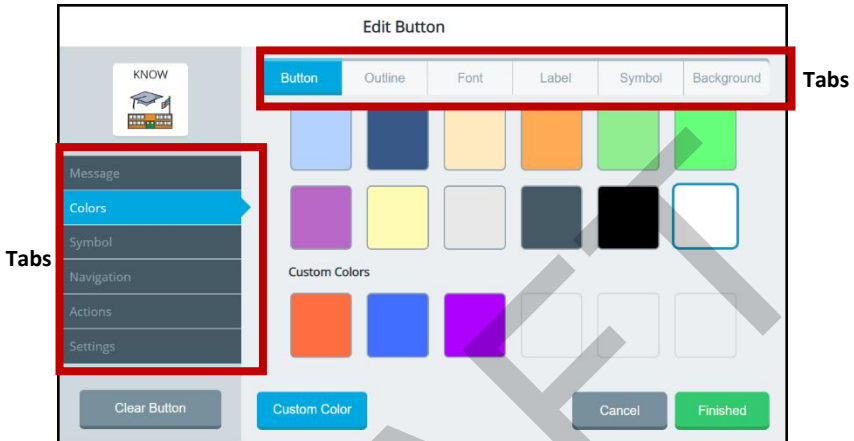 Edit Button
KNOW
Button Outline Font Label Symbol Background
Tabs
Message
Colors
Symbol
Tabs
Navigation
Actions
Settings
Custom Colors
Clear Button
Custom Color
Cancel
Finished